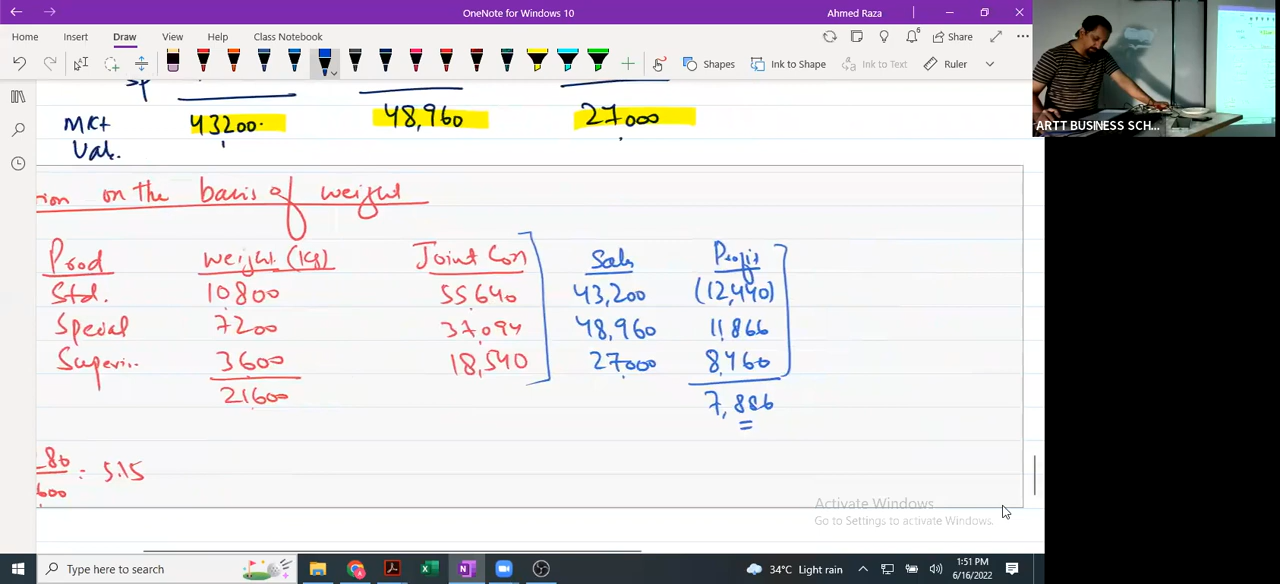 OneNote for Windows 10
Ahmed Raza
Home Insert Draw View Help Class Notebook
Share
Shapes Ink to Shape Ink to Text Ruler
ARTT BUSINESS SCH...
Mkt Val. 43200. 48,960 27000
on the basis of weight
Prod Weight (Kg) Joint Cost Sales Profit
Std. 10800 55640 43,200 (12,440)
Special 7200 37,094 48,960 11,866
Superior 3600 18,540 27,000 8,460
21600 7,886
= 5.15
Activate Windows
Go to Settings to activate Windows.
Type here to search
34°C Light rain
1:51 PM
6/16/2022